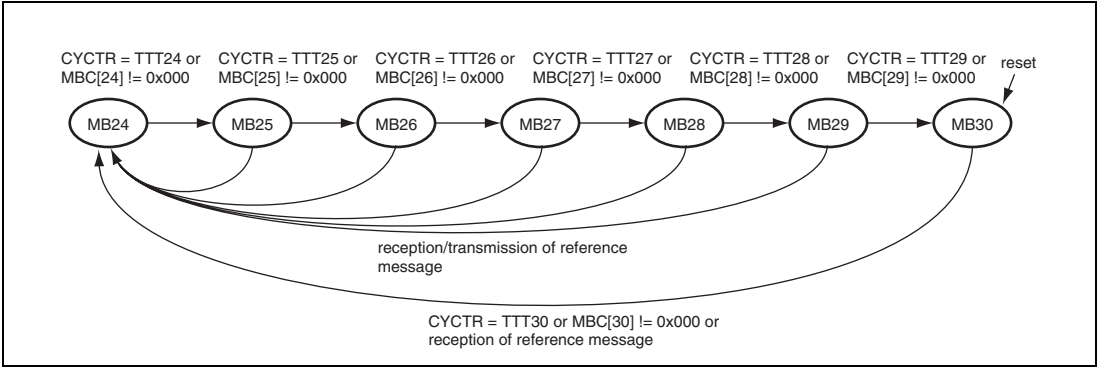 CYCTR = TTT24 or
MBC[24] != 0x000
CYCTR = TTT25 or
MBC[25] != 0x000
CYCTR = TTT26 or
MBC[26] != 0x000
CYCTR = TTT27 or
MBC[27] != 0x000
CYCTR = TTT28 or
MBC[28] != 0x000
CYCTR = TTT29 or
MBC[29] != 0x000
reset
MB24
MB25
MB26
MB27
MB28
MB29
MB30
reception/transmission of reference
message
CYCTR = TTT30 or MBC[30] != 0x000 or
reception of reference message